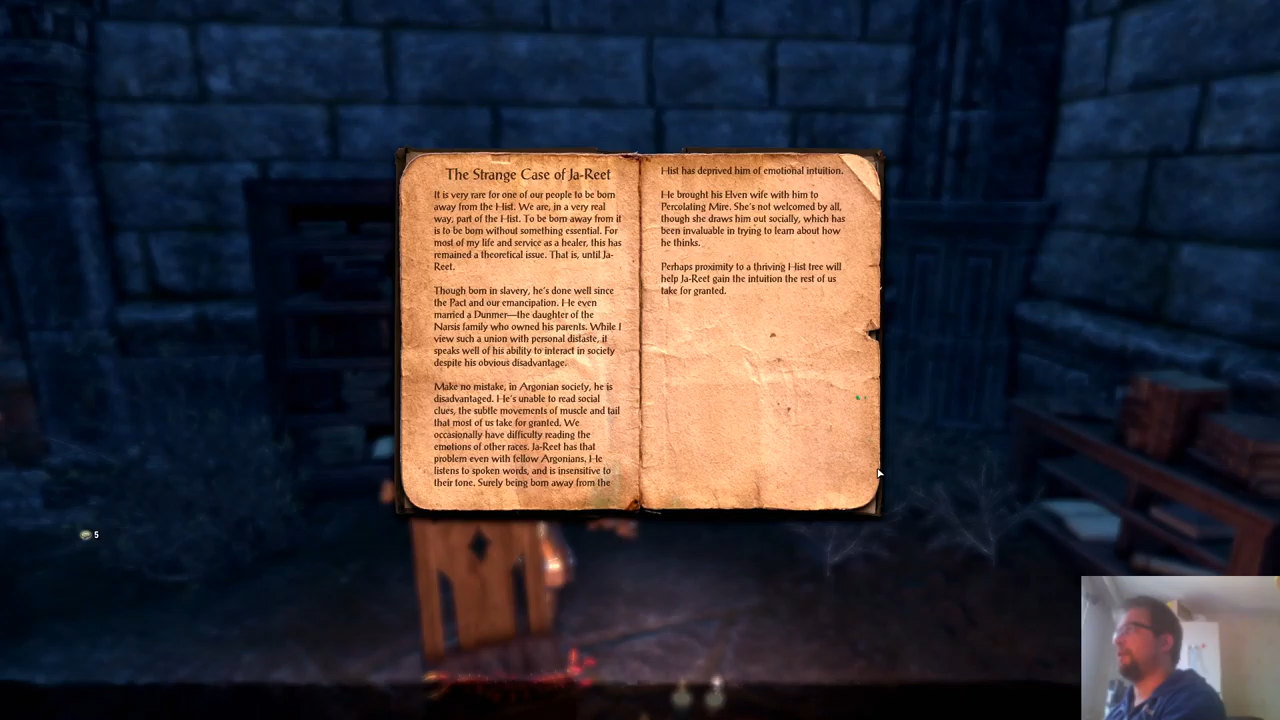 The Strange Case of Ja-Reet
It is very rare for one of our people to be born
away from the Hist. We are, in a very real
way, part of the Hist. To be born away from it
is to be born without something essential. For
most of my life and service as a healer, this has
remained a theoretical issue. That is, until Ja-
Reet.
Though born in slavery, he's done well since
the Pact and our emancipation. He even
married a Dunmer—the daughter of the
Narsis family who owned his parents. While I
view such a union with personal distaste, it
speaks well of his ability to interact in society
despite his obvious disadvantage.
Make no mistake, in Argonian society, he is
disadvantaged. He's unable to read social
clues, the subtle movements of muscle and tail
that most of us take for granted. We
occasionally have difficulty reading the
emotions of other races. Ja-Reet has that
problem even with fellow Argonians. He
listens to spoken words, and is insensitive to
their tone. Surely being born away from the
Hist has deprived him of emotional intuition.
He brought his Elven wife with him to
Percolating Mire. She's not welcomed by all,
though she draws him out socially, which has
been invaluable in trying to learn about how
he thinks.
Perhaps proximity to a thriving Hist tree will
help Ja-Reet gain the intuition the rest of us
take for granted.
5